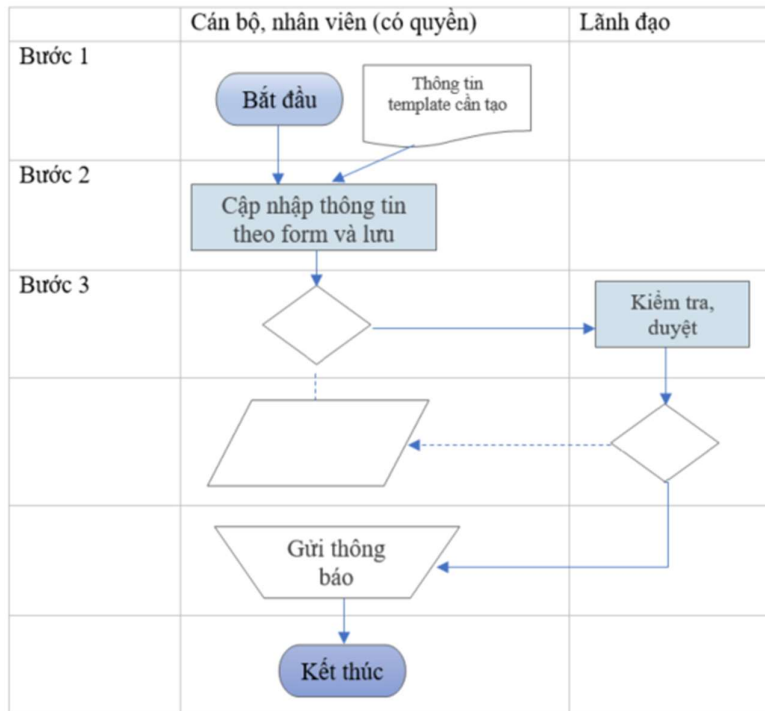 Cán bộ, nhân viên (có quyền)
Lãnh đạo
Bước 1
Bắt đầu
Thông tin
template cần tạo
Bước 2
Cập nhập thông tin
theo form và lưu
Bước 3
Kiểm tra,
duyệt
Gửi thông
báo
Kết thúc